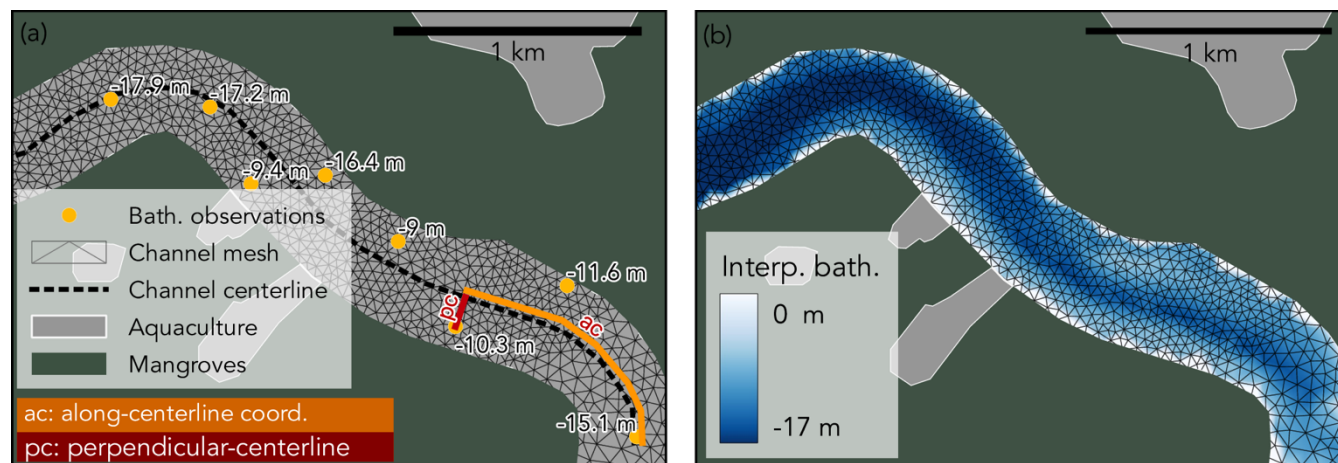 (a)
1 km
-17.9 m
-17.2 m
-9.4 m
-16.4 m
-9 m
-11.6 m
pc
ac
-10.3 m
-15.1 m
Bath. observations
Channel mesh
Channel centerline
Aquaculture
Mangroves
ac: along-centerline coord.
pc: perpendicular-centerline
(b)
1 km
Interp. bath.
0 m
-17 m